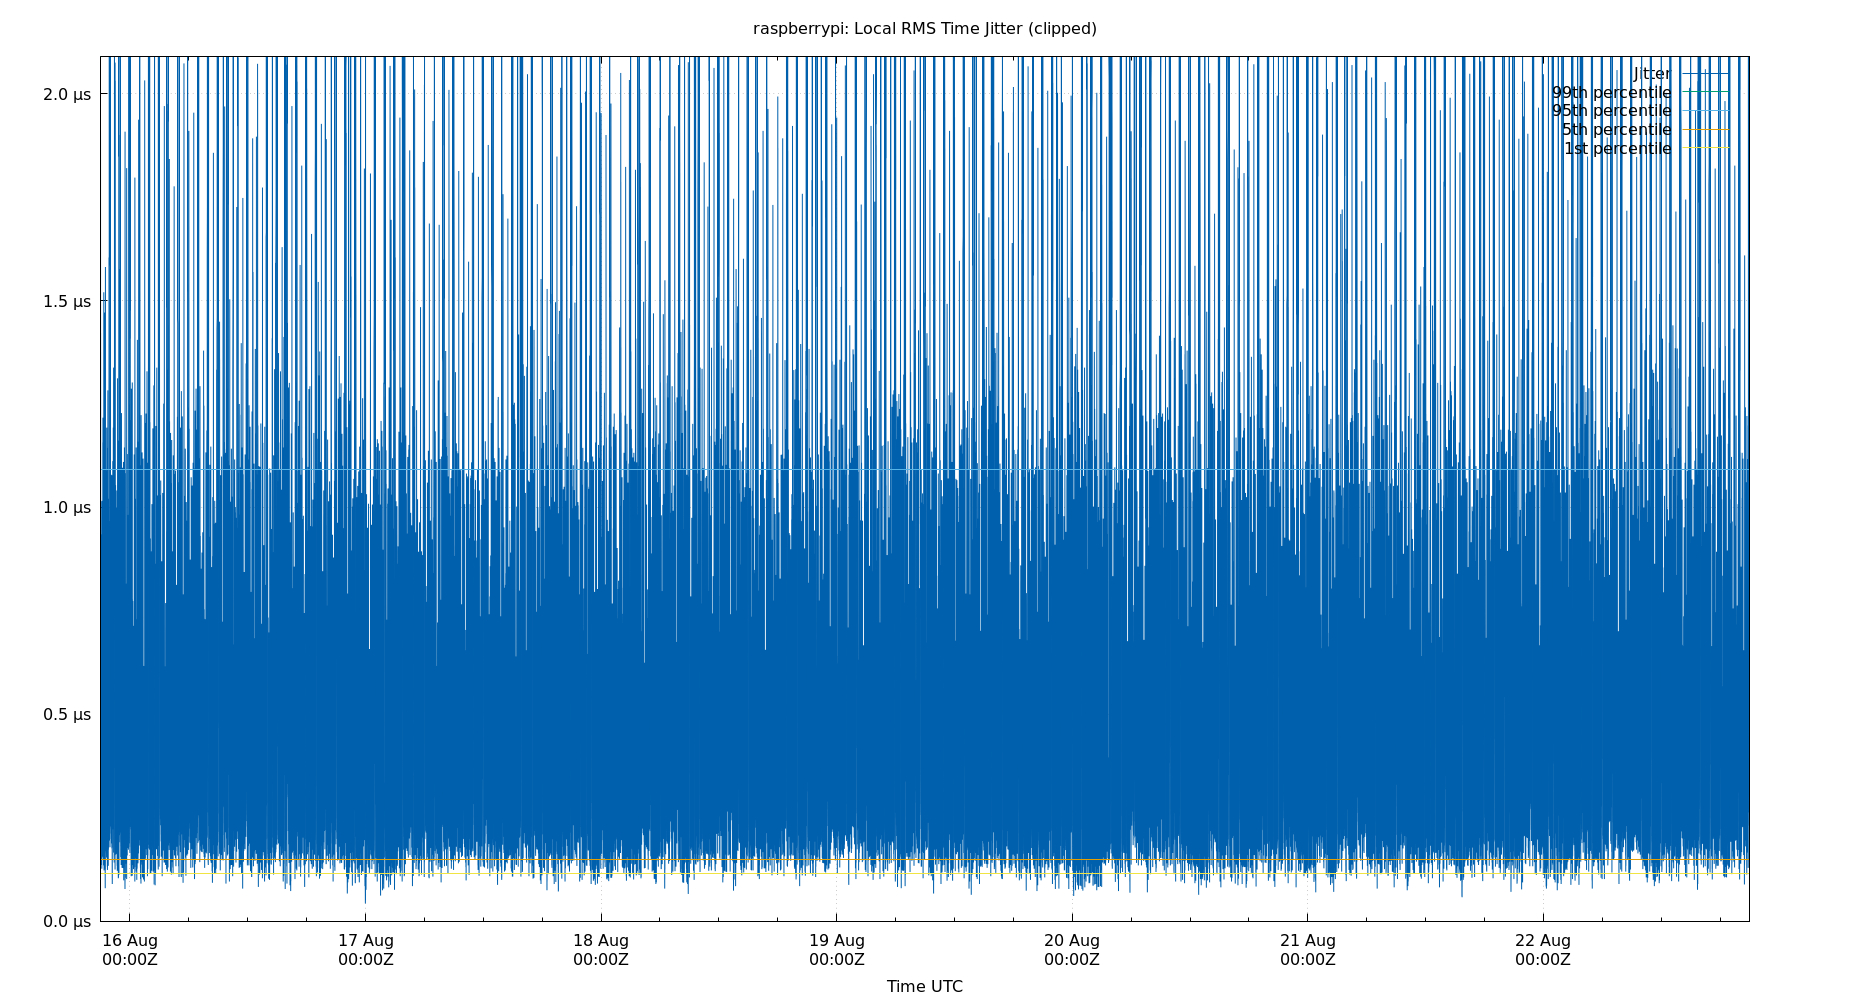 raspberrypi: Local RMS Time Jitter (clipped)
2.0 µs
1.5 µs
1.0 µs
0.5 µs
0.0 µs
Jitter
99th percentile
95th percentile
5th percentile
1st percentile
16 Aug 17 Aug 18 Aug 19 Aug 20 Aug 21 Aug 22 Aug
00:00Z 00:00Z 00:00Z 00:00Z 00:00Z 00:00Z 00:00Z
Time UTC